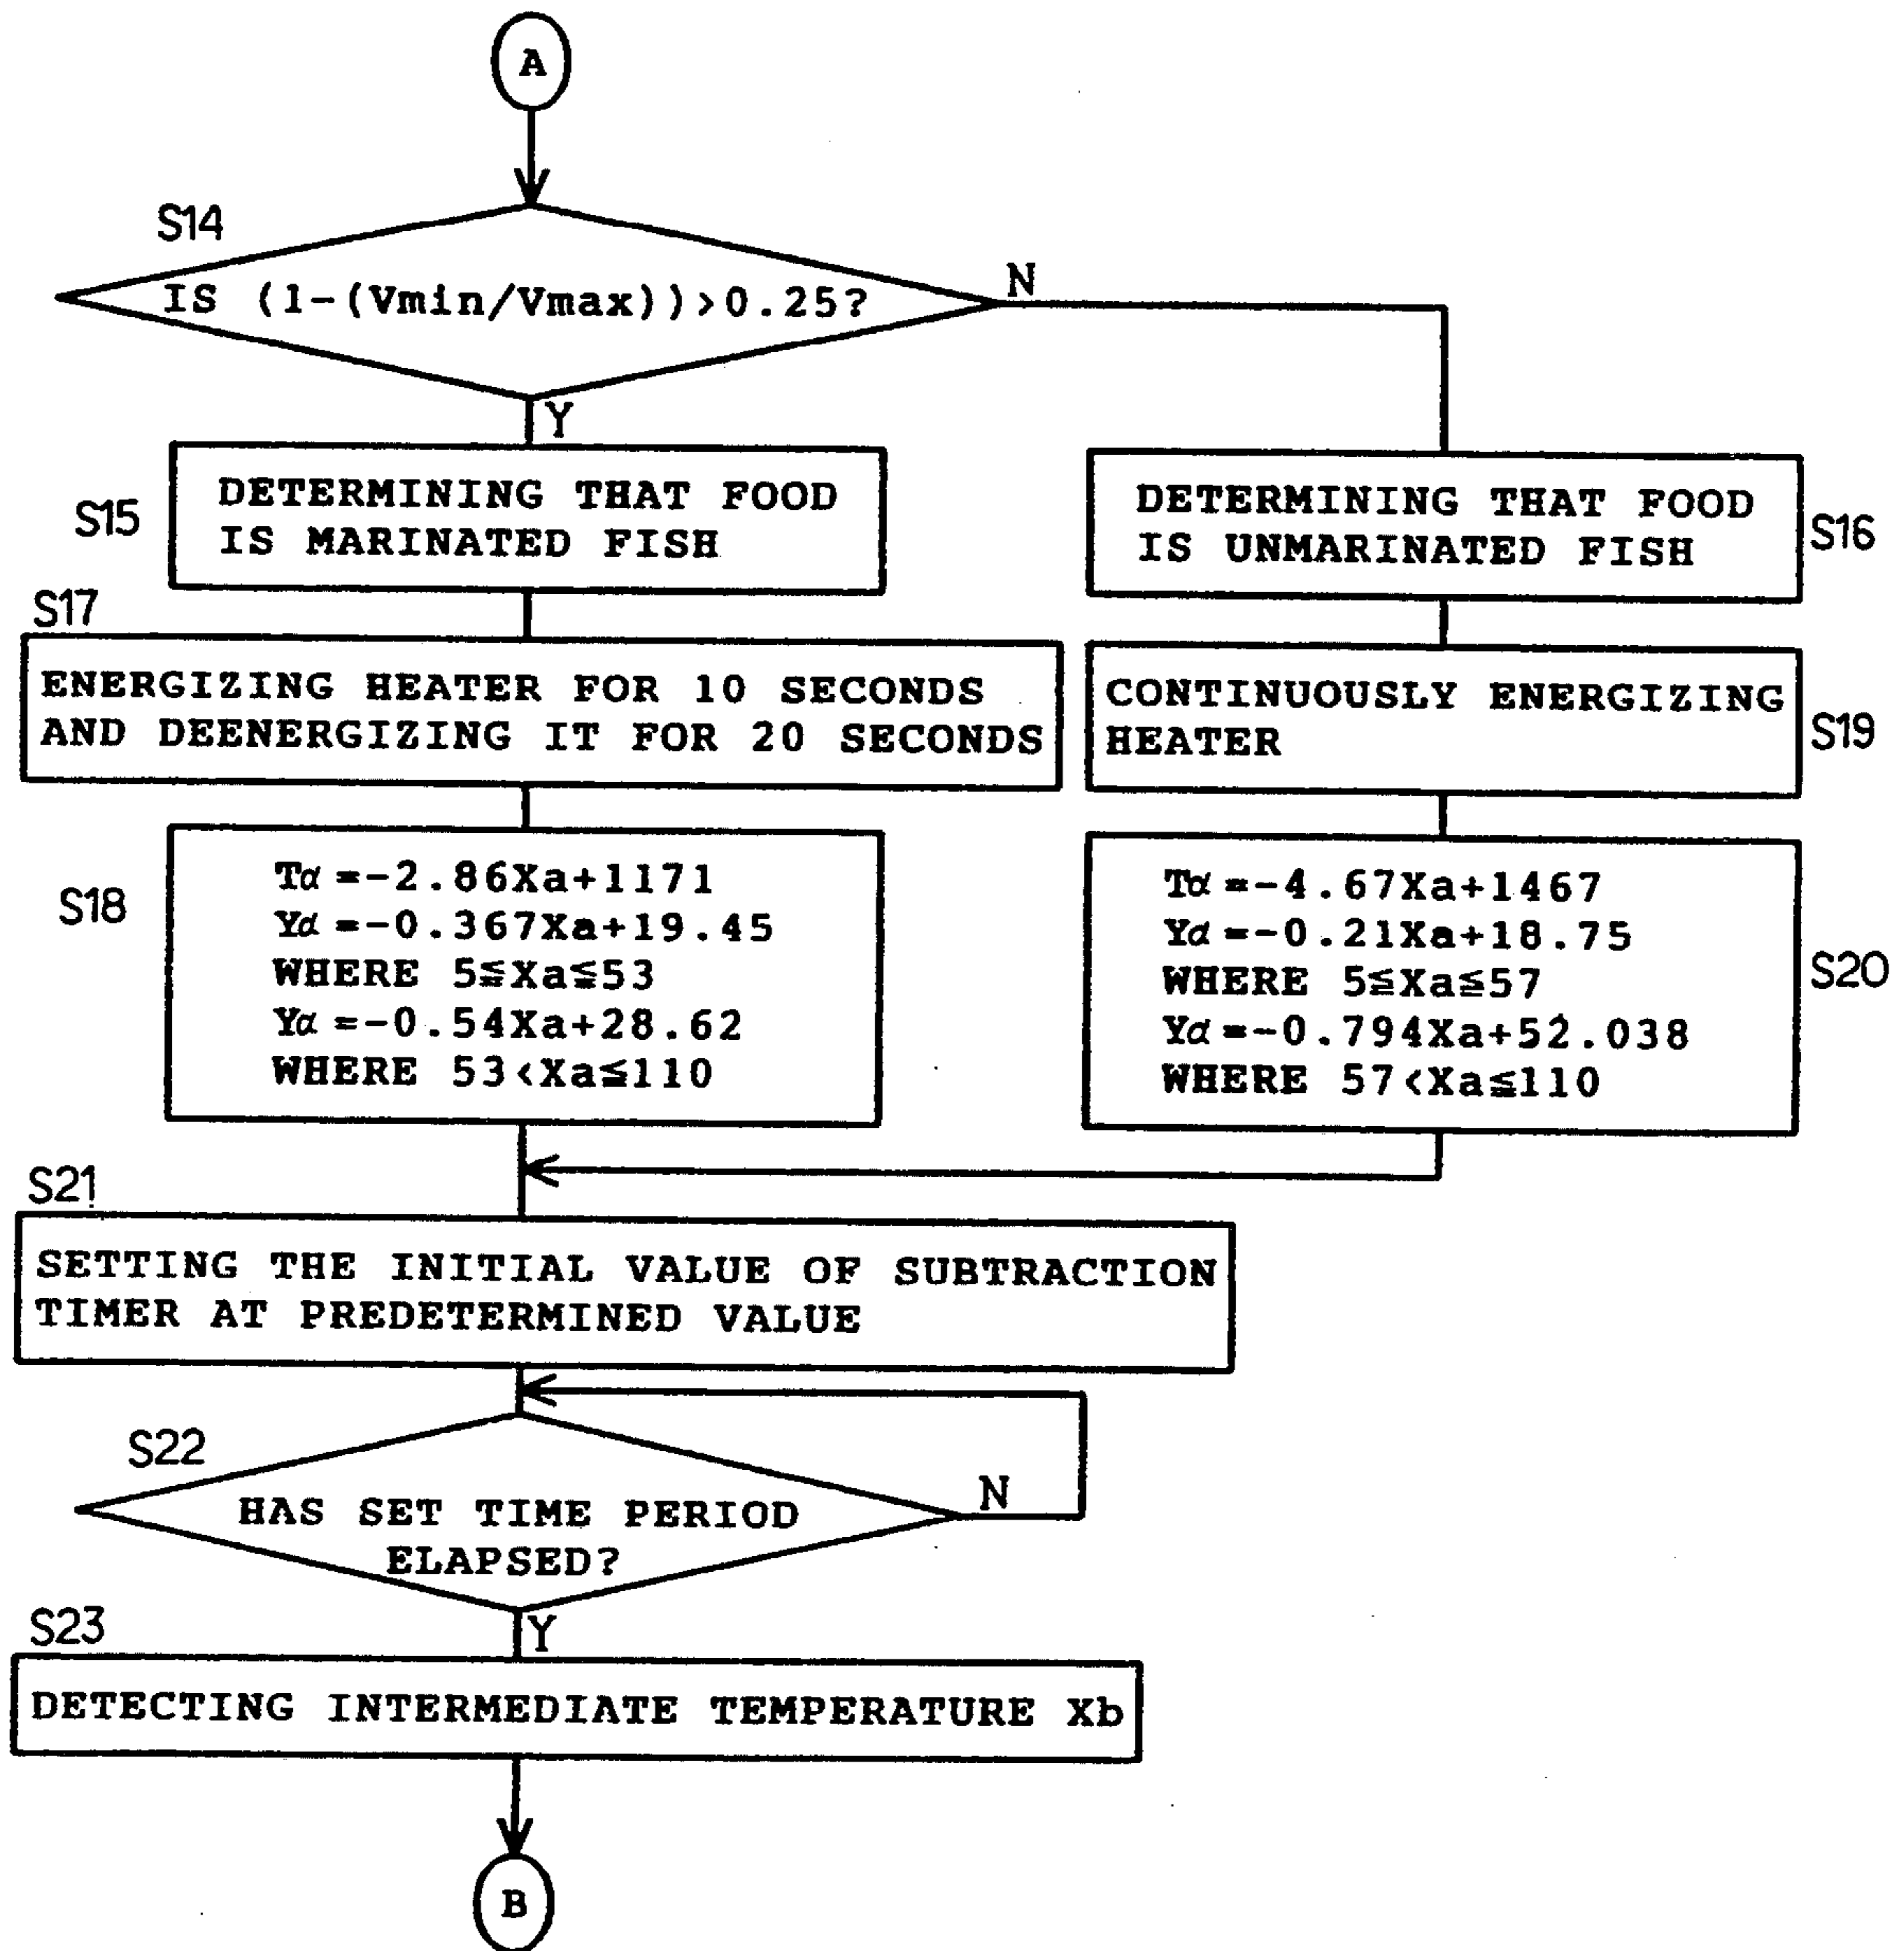 A
S14
IS (1-(Vmin/Vmax))>0.25?
N
Y
S15
DETERMINING THAT FOOD
IS MARINATED FISH
DETERMINING THAT FOOD
IS UNMARINATED FISH
S16
S17
ENERGIZING HEATER FOR 10 SECONDS
AND DEENERGIZING IT FOR 20 SECONDS
CONTINUOUSLY ENERGIZING
HEATER
S19
S18
Tα=-2.86Xa+1171
Yα=-0.367Xa+19.45
WHERE 5≦Xa≦53
Yα=-0.54Xa+28.62
WHERE 53<Xa≦110
Tα=-4.67Xa+1467
Yα=-0.21Xa+18.75
WHERE 5≦Xa≦57
Yα=-0.794Xa+52.038
WHERE 57<Xa≦110
S20
S21
SETTING THE INITIAL VALUE OF SUBTRACTION
TIMER AT PREDETERMINED VALUE
S22
HAS SET TIME PERIOD
ELAPSED?
N
Y
S23
DETECTING INTERMEDIATE TEMPERATURE Xb
B